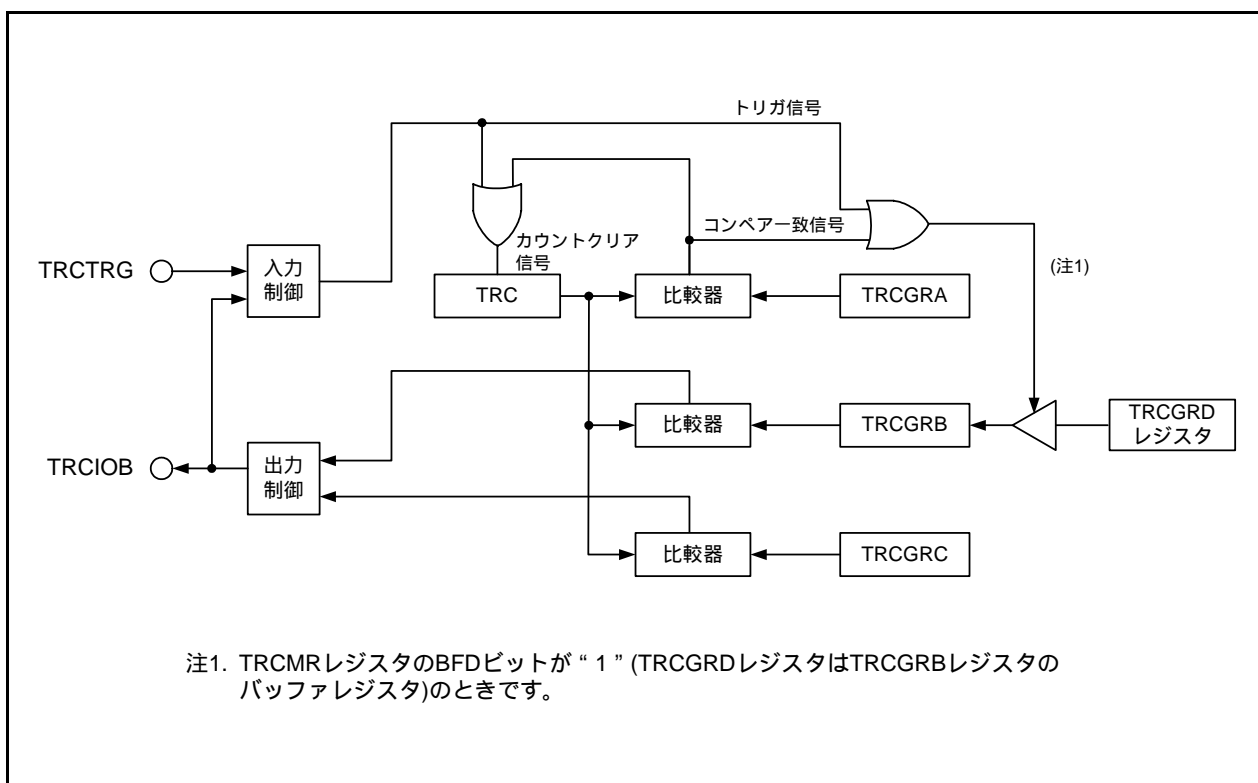 トリガ信号
コンペア一致信号
カウントクリア
信号
(注1)
TRCTRG
入力
制御
TRC
比較器
TRCGRA
比較器
TRCGRB
TRCGRD
レジスタ
TRCIOB
出力
制御
比較器
TRCGRC
注1. TRCMRレジスタのBFDビットが“1”(TRCGRDレジスタはTRCGRBレジスタの
バッファレジスタ)のときです。